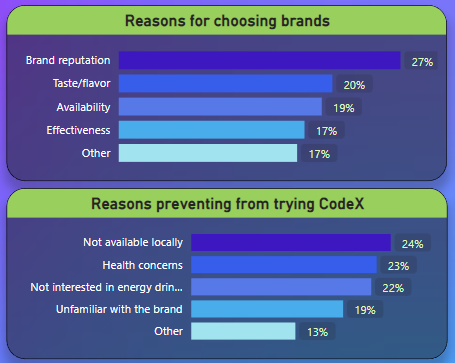 Reasons for choosing brands
Brand reputation 27%
Taste/flavor 20%
Availability 19%
Effectiveness 17%
Other 17%
Reasons preventing from trying CodeX
Not available locally 24%
Health concerns 23%
Not interested in energy drin... 22%
Unfamiliar with the brand 19%
Other 13%